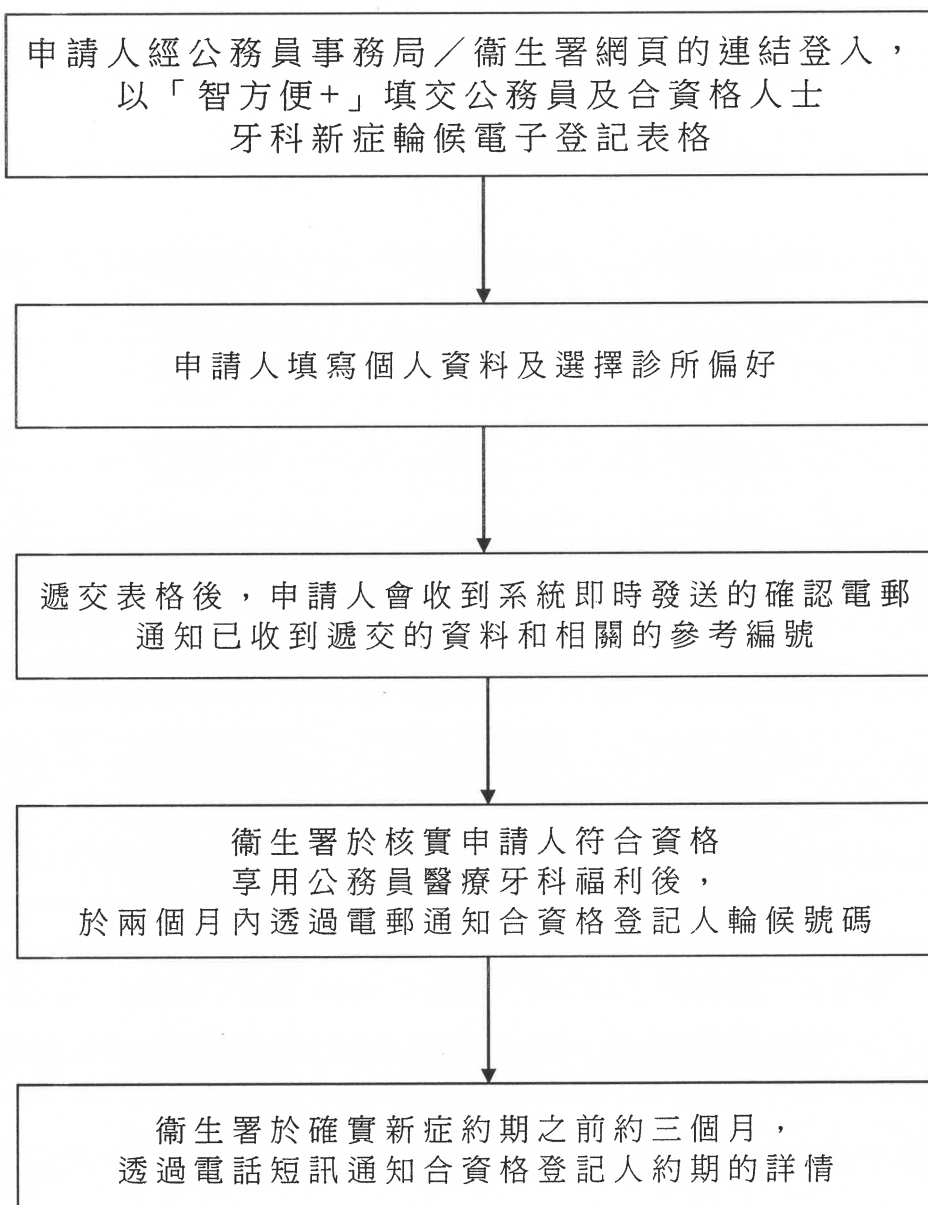 申請人經公務員事務局／衞生署網頁的連結登入，
以「智方便+」填交公務員及合資格人士
牙科新症輪候電子登記表格
申請人填寫個人資料及選擇診所偏好
遞交表格後，申請人會收到系統即時發送的確認電郵
通知已收到遞交的資料和相關的參考編號
衞生署於核實申請人符合資格
享用公務員醫療牙科福利後，
於兩個月內透過電郵通知合資格登記人輪候號碼
衞生署於確實新症約期之前約三個月，
透過電話短訊通知合資格登記人約期的詳情